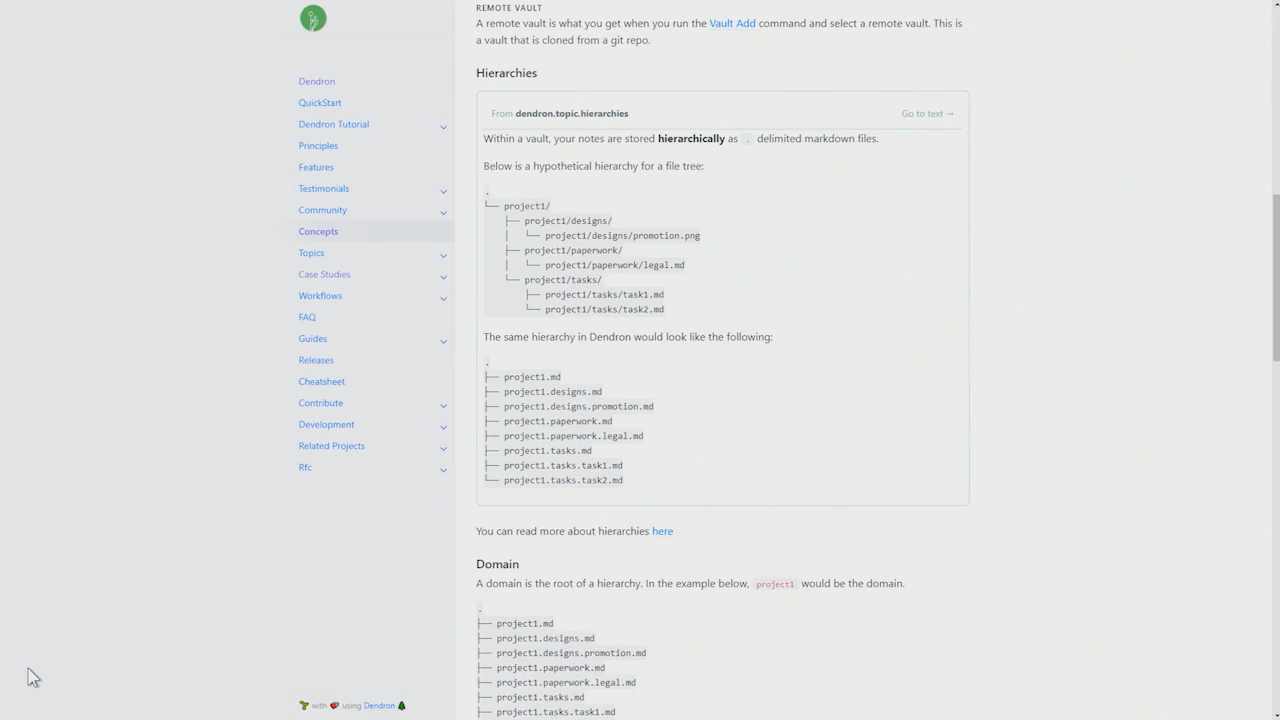 Dendron
QuickStart
Dendron Tutorial
Principles
Features
Testimonials
Community
Concepts
Topics
Case Studies
Workflows
FAQ
Guides
Releases
Cheatsheet
Contribute
Development
Related Projects
Rfc
with using Dendron
REMOTE VAULT
A remote vault is what you get when you run the Vault Add command and select a remote vault. This is
a vault that is cloned from a git repo.
Hierarchies
From dendron.topic.hierarchies
Go to text →
Within a vault, your notes are stored hierarchically as . delimited markdown files.
Below is a hypothetical hierarchy for a file tree:
.
└── project1/
├── project1/designs/
│ └── project1/designs/promotion.png
├── project1/paperwork/
│ └── project1/paperwork/legal.md
└── project1/tasks/
├── project1/tasks/task1.md
└── project1/tasks/task2.md
The same hierarchy in Dendron would look like the following:
.
├── project1.md
├── project1.designs.md
├── project1.designs.promotion.md
├── project1.paperwork.md
├── project1.paperwork.legal.md
├── project1.tasks.md
├── project1.tasks.task1.md
└── project1.tasks.task2.md
You can read more about hierarchies here
Domain
A domain is the root of a hierarchy. In the example below, project1 would be the domain.
.
├── project1.md
├── project1.designs.md
├── project1.designs.promotion.md
├── project1.paperwork.md
├── project1.paperwork.legal.md
├── project1.tasks.md
├── project1.tasks.task1.md